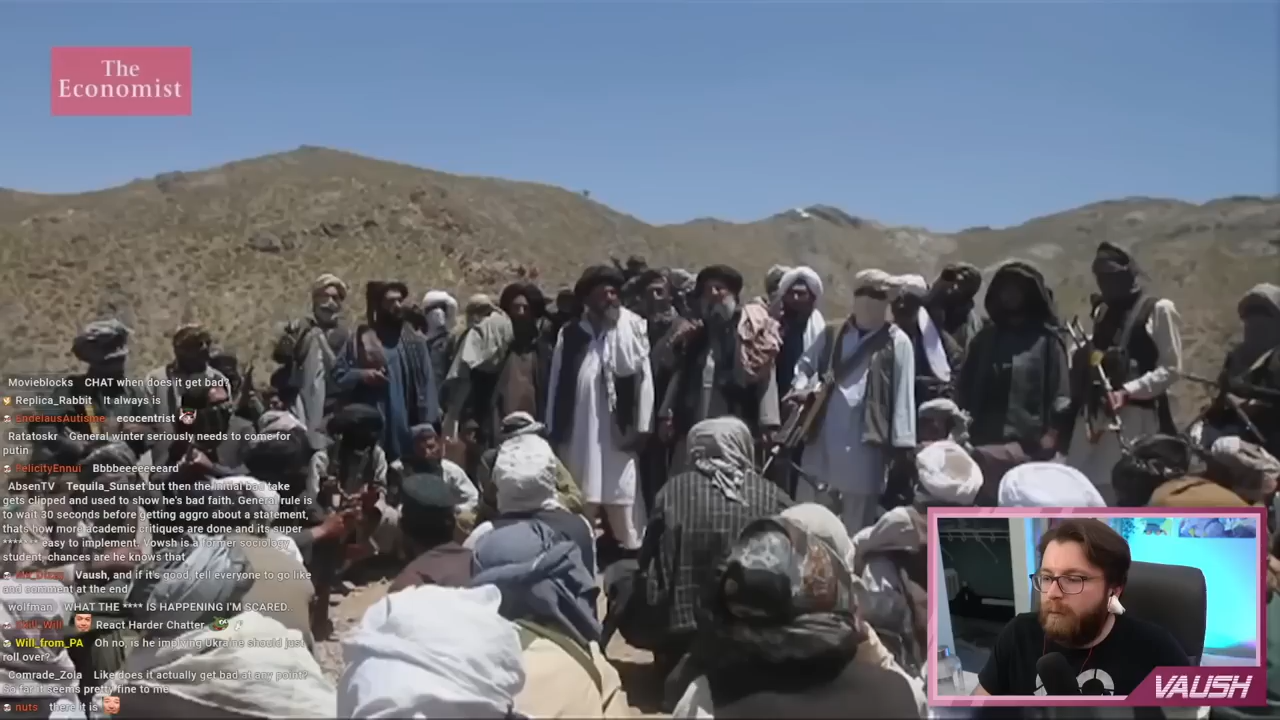 The
Economist
Movieblocks CHAT when does it get bad?
Replica_Rabbit It always is
EndelausAutisme ecocentrist
Ratatoskr General winter seriously needs to come for
putin
FelicityEnnui Bbbbeeeeeeard
AbsenTV Tequila_Sunset but then the initial bad take
gets clipped and used to show he's bad faith. General rule is
to wait 30 seconds before getting aggro about a statement,
thats how more academic critiques are done and its super
******* easy to implement. Vowsh is a former sociology
student, chances are he knows that
Vaush, and if it's good, tell everyone to go like
and comment at the end
wolfman WHAT THE **** IS HAPPENING I'M SCARED.
React Harder Chatter
Will_from_PA Oh no, is he implying Ukraine should just
roll over?
Comrade_Zola Like does it actually get bad at any point?
So far it seems pretty fine to me
nuts there it is
VAUSH